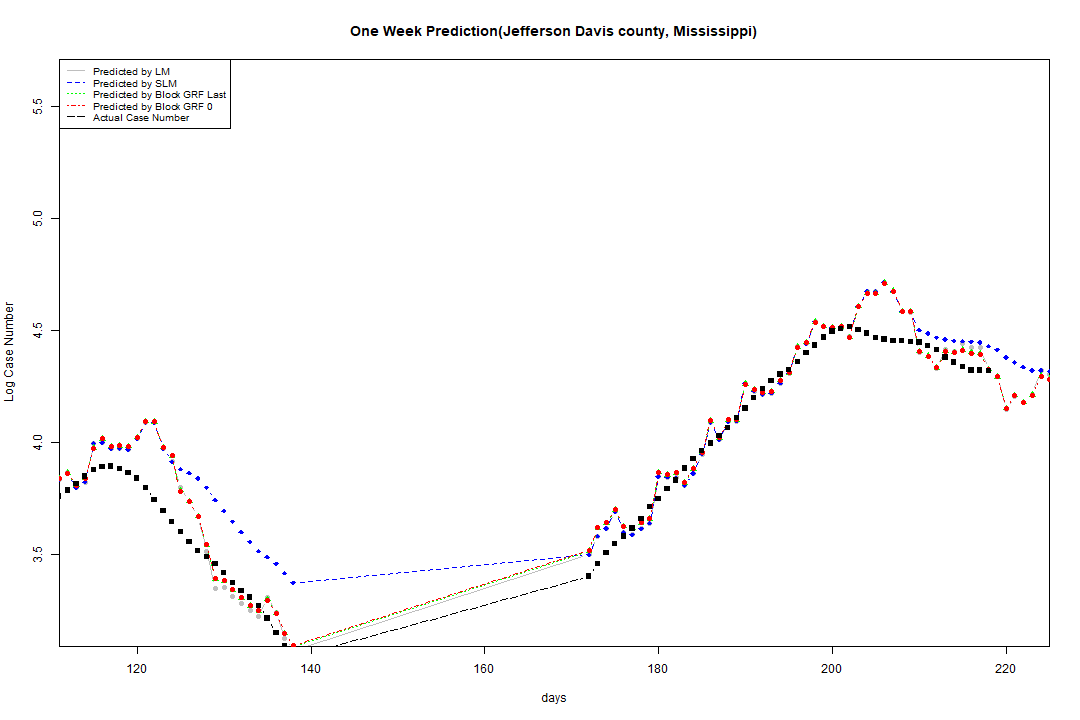 One Week Prediction(Jefferson Davis county, Mississippi)
Predicted by LM
Predicted by SLM
Predicted by Block GRF Last
Predicted by Block GRF 0
Actual Case Number
5.5
5.0
4.5
4.0
3.5
Log Case Number
120 140 160 180 200 220
days